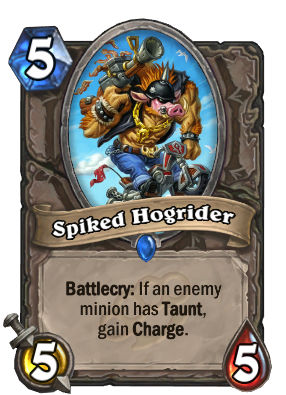 5
Spiked Hogrider
Battlecry: If an enemy
minion has Taunt,
gain Charge.
5
5